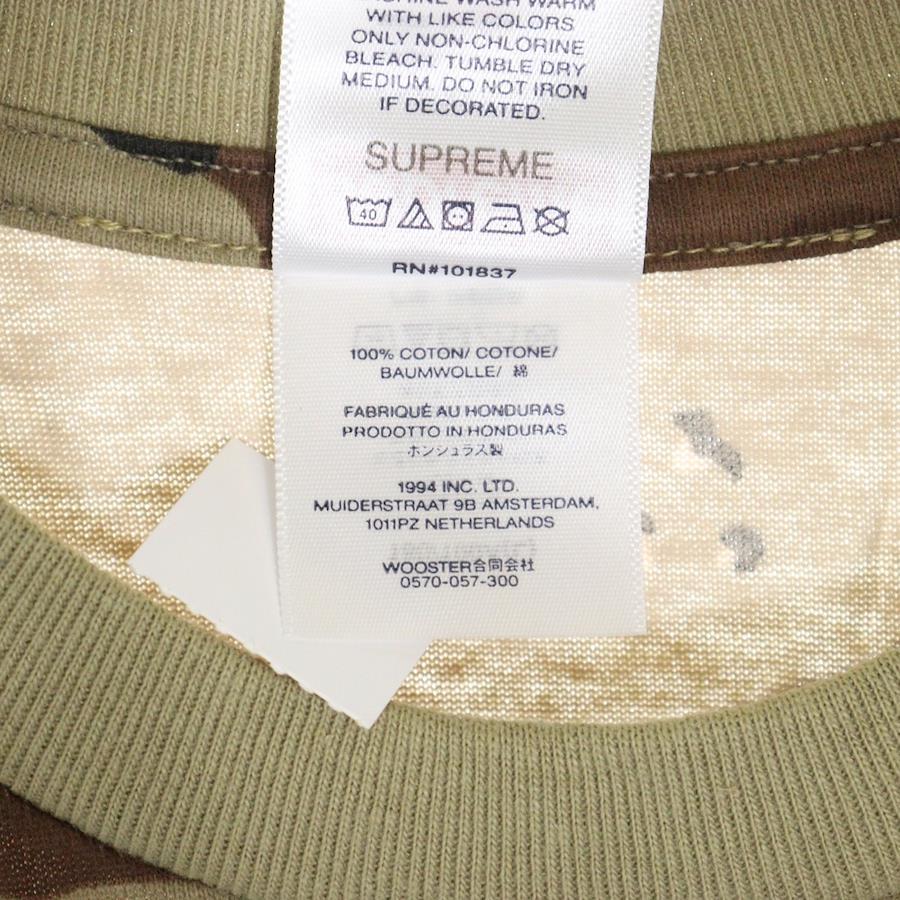 MACHINE WASH WARM
WITH LIKE COLORS
ONLY NON-CHLORINE
BLEACH. TUMBLE DRY
MEDIUM. DO NOT IRON
IF DECORATED.
SUPREME
40
RN#101837
100% COTON/ COTONE/
BAUMWOLLE/ 綿
FABRIQUÉ AU HONDURAS
PRODOTTO IN HONDURAS
ホンジュラス製
1994 INC. LTD.
MUIDERSTRAAT 9B AMSTERDAM,
1011PZ NETHERLANDS
WOOSTER合同会社
0570-057-300